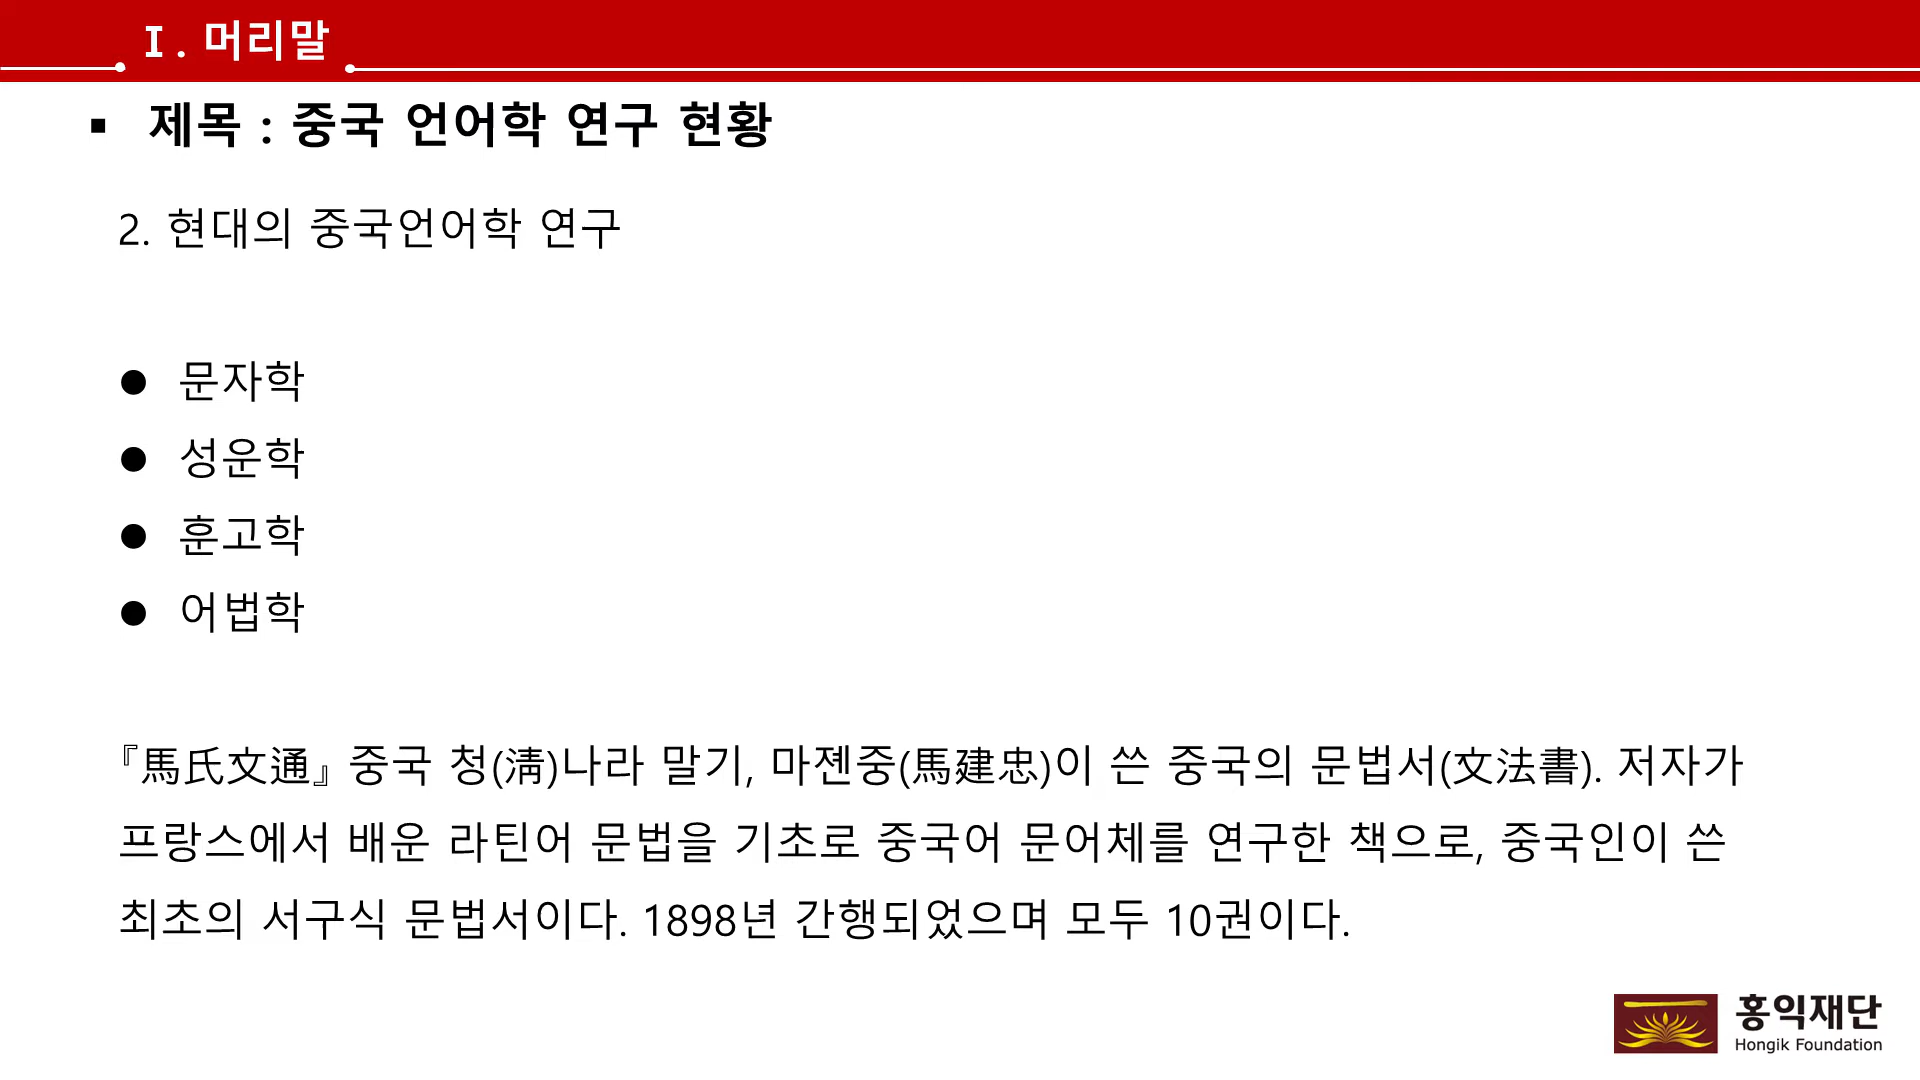 Ⅰ. 머리말
▪ 제목 : 중국 언어학 연구 현황
2. 현대의 중국언어학 연구
● 문자학
● 성운학
● 훈고학
● 어법학
『馬氏文通』 중국 청(淸)나라 말기, 마젠중(馬建忠)이 쓴 중국의 문법서(文法書). 저자가
프랑스에서 배운 라틴어 문법을 기초로 중국어 문어체를 연구한 책으로, 중국인이 쓴
최초의 서구식 문법서이다. 1898년 간행되었으며 모두 10권이다.
홍익재단
Hongik Foundation